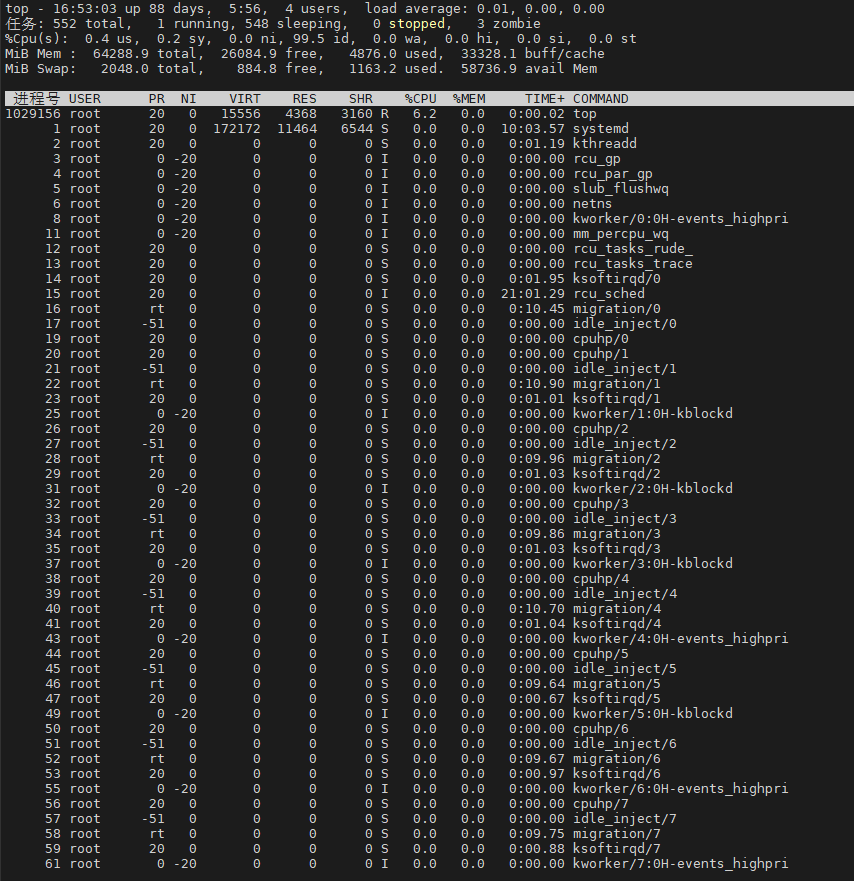 top - 16:53:03 up 88 days,  5:56,  4 users,  load average: 0.01, 0.00, 0.00
任务: 552 total,   1 running, 548 sleeping,   0 stopped,   3 zombie
%Cpu(s):  0.4 us,  0.2 sy,  0.0 ni, 99.5 id,  0.0 wa,  0.0 hi,  0.0 si,  0.0 st
MiB Mem :  64288.9 total,  26084.9 free,   4876.0 used,  33328.1 buff/cache
MiB Swap:   2048.0 total,    884.8 free,   1163.2 used.  58736.9 avail Mem
进程号 USER      PR  NI    VIRT    RES    SHR    %CPU  %MEM     TIME+ COMMAND
1029156 root      20   0   15556   4368   3160 R   6.2   0.0   0:00.02 top
1 root      20   0  172172  11464   6544 S   0.0   0.0  10:03.57 systemd
2 root      20   0       0      0      0 S   0.0   0.0   0:01.19 kthreadd
3 root       0 -20       0      0      0 I   0.0   0.0   0:00.00 rcu_gp
4 root       0 -20       0      0      0 I   0.0   0.0   0:00.00 rcu_par_gp
5 root       0 -20       0      0      0 I   0.0   0.0   0:00.00 slub_flushwq
6 root       0 -20       0      0      0 I   0.0   0.0   0:00.00 netns
8 root       0 -20       0      0      0 I   0.0   0.0   0:00.00 kworker/0:0H-events_highpri
11 root       0 -20       0      0      0 I   0.0   0.0   0:00.00 mm_percpu_wq
12 root      20   0       0      0      0 S   0.0   0.0   0:00.00 rcu_tasks_rude_
13 root      20   0       0      0      0 S   0.0   0.0   0:00.00 rcu_tasks_trace
14 root      20   0       0      0      0 S   0.0   0.0   0:01.95 ksoftirqd/0
15 root      20   0       0      0      0 I   0.0   0.0  21:01.29 rcu_sched
16 root      rt   0       0      0      0 S   0.0   0.0   0:10.45 migration/0
17 root     -51   0       0      0      0 S   0.0   0.0   0:00.00 idle_inject/0
19 root      20   0       0      0      0 S   0.0   0.0   0:00.00 cpuhp/0
20 root      20   0       0      0      0 S   0.0   0.0   0:00.00 cpuhp/1
21 root     -51   0       0      0      0 S   0.0   0.0   0:00.00 idle_inject/1
22 root      rt   0       0      0      0 S   0.0   0.0   0:10.90 migration/1
23 root      20   0       0      0      0 S   0.0   0.0   0:01.01 ksoftirqd/1
25 root       0 -20       0      0      0 I   0.0   0.0   0:00.00 kworker/1:0H-kblockd
26 root      20   0       0      0      0 S   0.0   0.0   0:00.00 cpuhp/2
27 root     -51   0       0      0      0 S   0.0   0.0   0:00.00 idle_inject/2
28 root      rt   0       0      0      0 S   0.0   0.0   0:09.96 migration/2
29 root      20   0       0      0      0 S   0.0   0.0   0:01.03 ksoftirqd/2
31 root       0 -20       0      0      0 I   0.0   0.0   0:00.00 kworker/2:0H-kblockd
32 root      20   0       0      0      0 S   0.0   0.0   0:00.00 cpuhp/3
33 root     -51   0       0      0      0 S   0.0   0.0   0:00.00 idle_inject/3
34 root      rt   0       0      0      0 S   0.0   0.0   0:09.86 migration/3
35 root      20   0       0      0      0 S   0.0   0.0   0:01.03 ksoftirqd/3
37 root       0 -20       0      0      0 I   0.0   0.0   0:00.00 kworker/3:0H-kblockd
38 root      20   0       0      0      0 S   0.0   0.0   0:00.00 cpuhp/4
39 root     -51   0       0      0      0 S   0.0   0.0   0:00.00 idle_inject/4
40 root      rt   0       0      0      0 S   0.0   0.0   0:10.70 migration/4
41 root      20   0       0      0      0 S   0.0   0.0   0:01.04 ksoftirqd/4
43 root       0 -20       0      0      0 I   0.0   0.0   0:00.00 kworker/4:0H-events_highpri
44 root      20   0       0      0      0 S   0.0   0.0   0:00.00 cpuhp/5
45 root     -51   0       0      0      0 S   0.0   0.0   0:00.00 idle_inject/5
46 root      rt   0       0      0      0 S   0.0   0.0   0:09.64 migration/5
47 root      20   0       0      0      0 S   0.0   0.0   0:00.67 ksoftirqd/5
49 root       0 -20       0      0      0 I   0.0   0.0   0:00.00 kworker/5:0H-kblockd
50 root      20   0       0      0      0 S   0.0   0.0   0:00.00 cpuhp/6
51 root     -51   0       0      0      0 S   0.0   0.0   0:00.00 idle_inject/6
52 root      rt   0       0      0      0 S   0.0   0.0   0:09.67 migration/6
53 root      20   0       0      0      0 S   0.0   0.0   0:00.97 ksoftirqd/6
55 root       0 -20       0      0      0 I   0.0   0.0   0:00.00 kworker/6:0H-events_highpri
56 root      20   0       0      0      0 S   0.0   0.0   0:00.00 cpuhp/7
57 root     -51   0       0      0      0 S   0.0   0.0   0:00.00 idle_inject/7
58 root      rt   0       0      0      0 S   0.0   0.0   0:09.75 migration/7
59 root      20   0       0      0      0 S   0.0   0.0   0:00.88 ksoftirqd/7
61 root       0 -20       0      0      0 I   0.0   0.0   0:00.00 kworker/7:0H-events_highpri